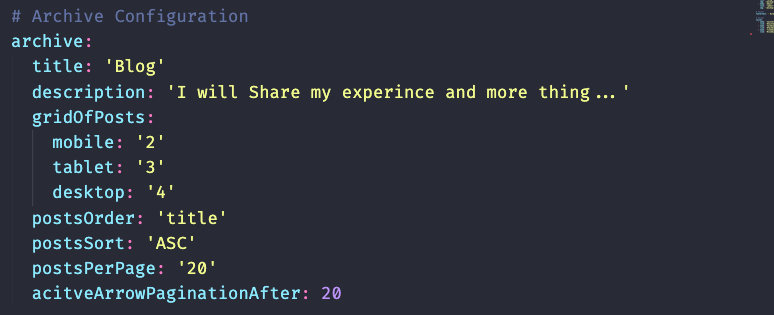 # Archive Configuration
archive:
  title: 'Blog'
  description: 'I will Share my experince and more thing...'
  gridOfPosts:
    mobile: '2'
    tablet: '3'
    desktop: '4'
  postsOrder: 'title'
  postsSort: 'ASC'
  postsPerPage: '20'
  acitveArrowPaginationAfter: 20